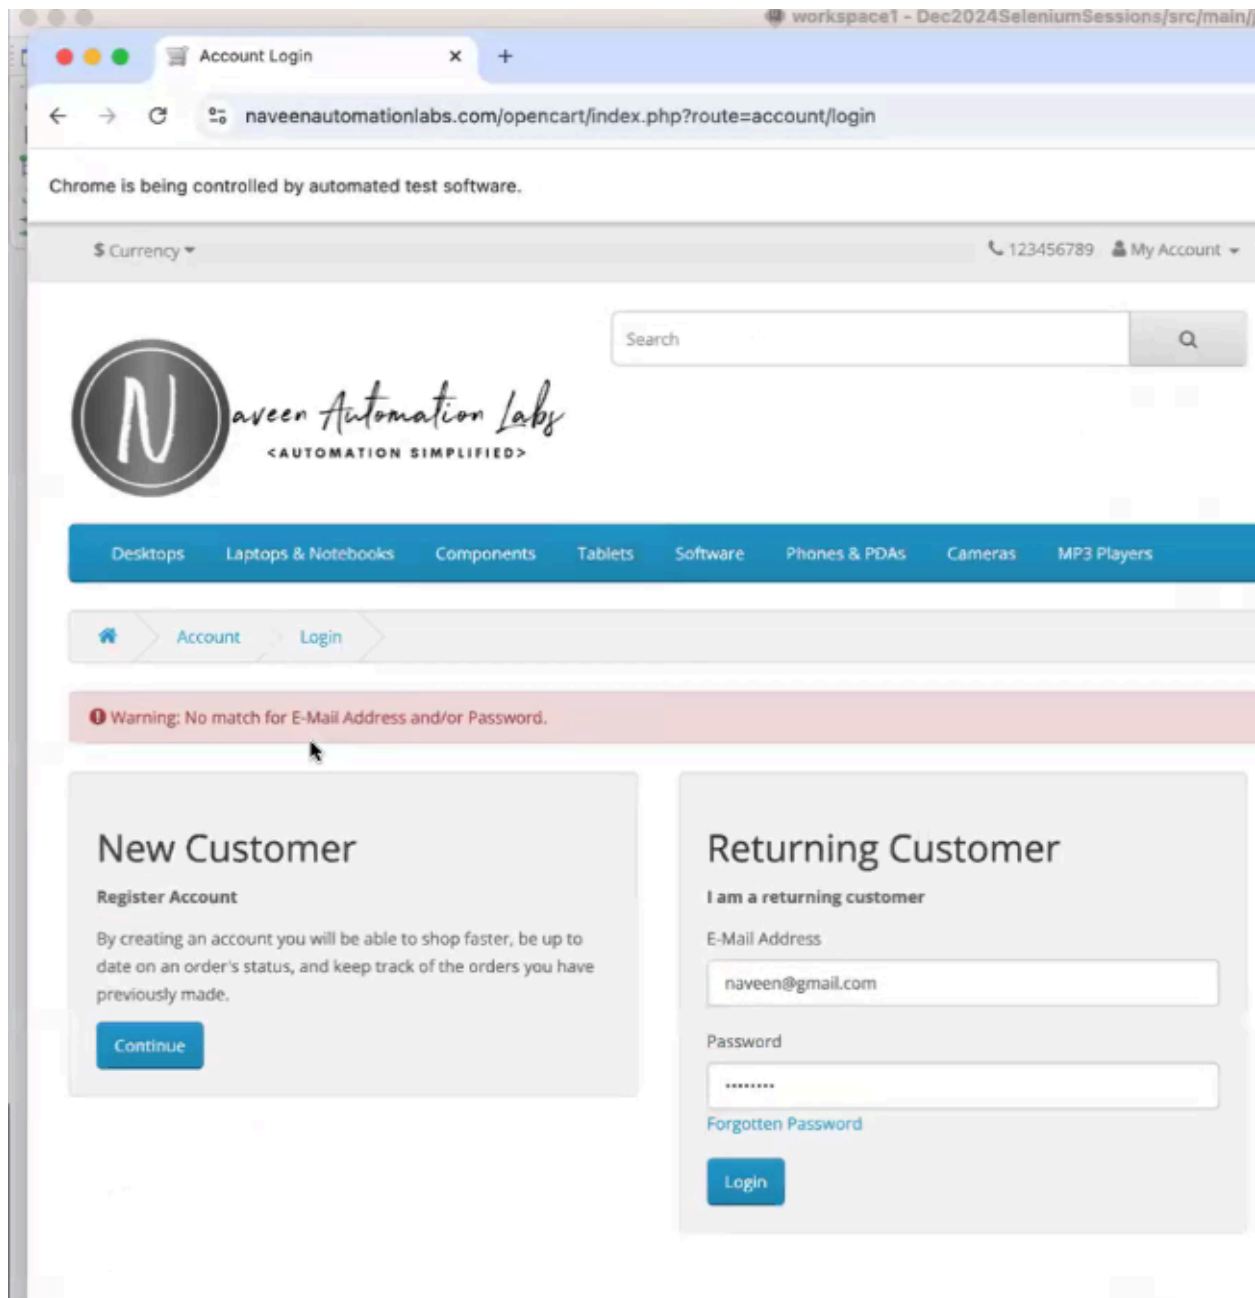 workspace1 - Dec2024SeleniumSessions/src/main/j
Account Login
naveenautomationlabs.com/opencart/index.php?route=account/login
Chrome is being controlled by automated test software.
$ Currency
123456789 My Account
Search
N aveen Automation Labs
<AUTOMATION SIMPLIFIED>
Desktops Laptops & Notebooks Components Tablets Software Phones & PDAs Cameras MP3 Players
Account Login
Warning: No match for E-Mail Address and/or Password.
New Customer
Register Account
By creating an account you will be able to shop faster, be up to
date on an order's status, and keep track of the orders you have
previously made.
Continue
Returning Customer
I am a returning customer
E-Mail Address
naveen@gmail.com
Password
········
Forgotten Password
Login